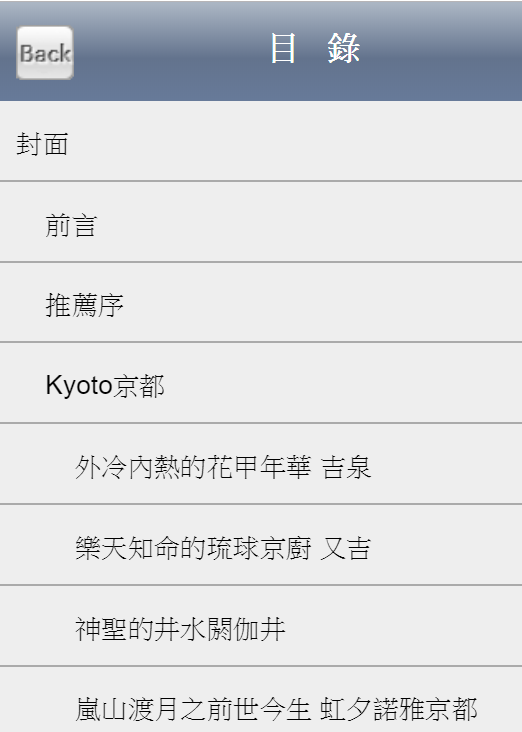 Back
目 錄
封面
前言
推薦序
Kyoto京都
外冷內熱的花甲年華 吉泉
樂天知命的琉球京廚 又吉
神聖的井水閼伽井
嵐山渡月之前世今生 虹夕諾雅京都